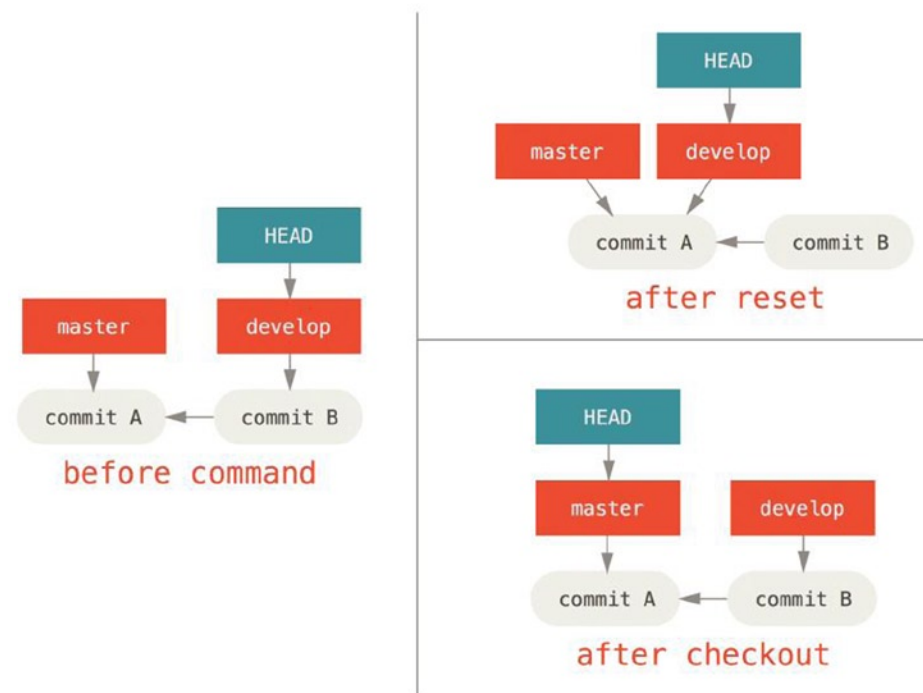 HEAD
master develop
commit A commit B
before command
HEAD
master develop
commit A commit B
after reset
HEAD
master develop
commit A commit B
after checkout